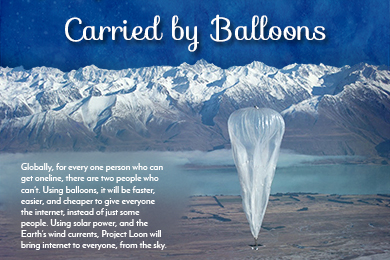 Carried by Balloons
Globally, for every one person who can
get oneline, there are two people who
can't. Using balloons, it will be faster,
easier, and cheaper to give everyone
the internet, instead of just some
people. Using solar power, and the
Earth's wind currents, Project Loon will
bring internet to everyone, from the sky.